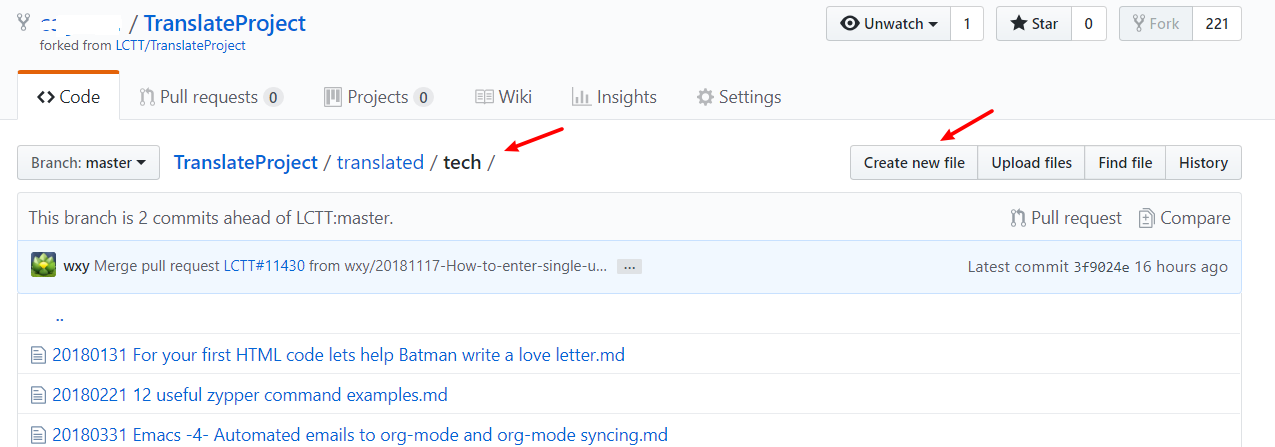 / TranslateProject
Unwatch 1 Star 0 Fork 221
forked from LCTT/TranslateProject
Code Pull requests 0 Projects 0 Wiki Insights Settings
Branch: master TranslateProject / translated / tech / Create new file Upload files Find file History
This branch is 2 commits ahead of LCTT:master. Pull request Compare
wxy Merge pull request LCTT#11430 from wxy/20181117-How-to-enter-single-u... ... Latest commit 3f9024e 16 hours ago
..
20180131 For your first HTML code lets help Batman write a love letter.md
20180221 12 useful zypper command examples.md
20180331 Emacs -4- Automated emails to org-mode and org-mode syncing.md